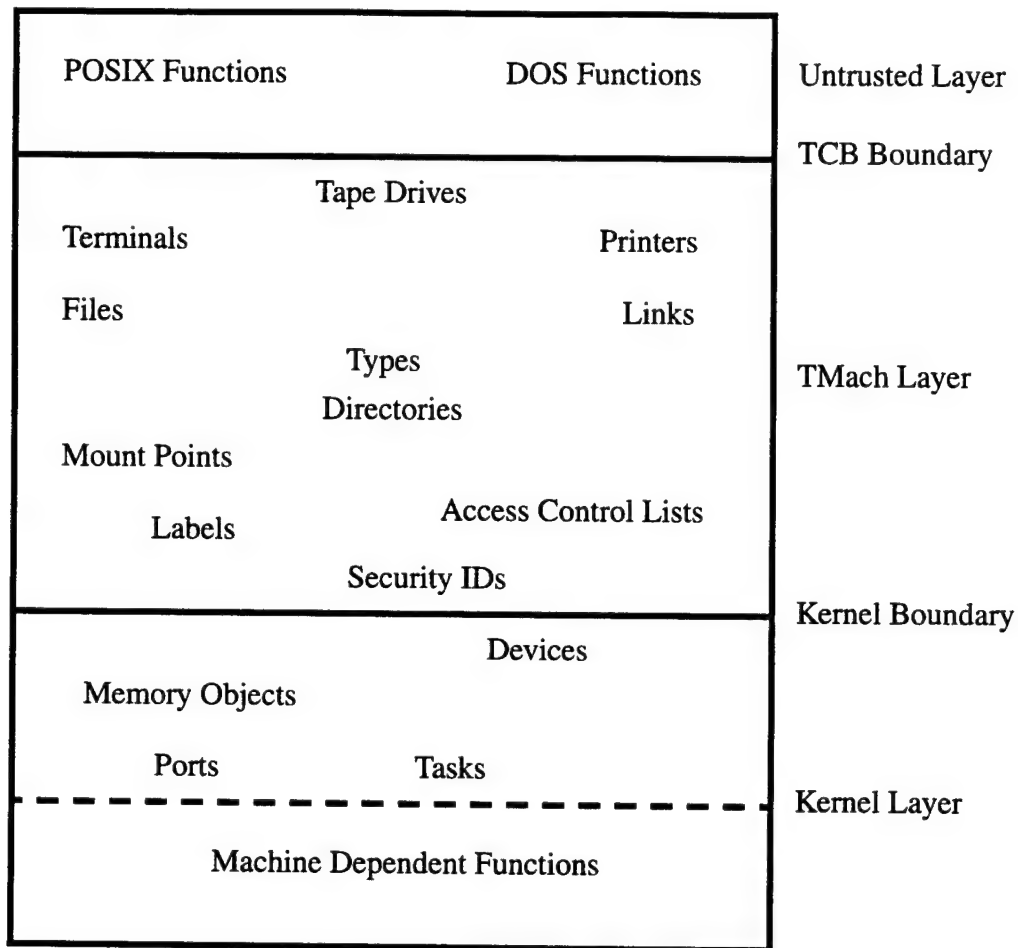 POSIX Functions
DOS Functions
Untrusted Layer
TCB Boundary
Tape Drives
Terminals
Printers
Files
Links
Types
TMach Layer
Directories
Mount Points
Access Control Lists
Labels
Security IDs
Kernel Boundary
Devices
Memory Objects
Ports
Tasks
Kernel Layer
Machine Dependent Functions